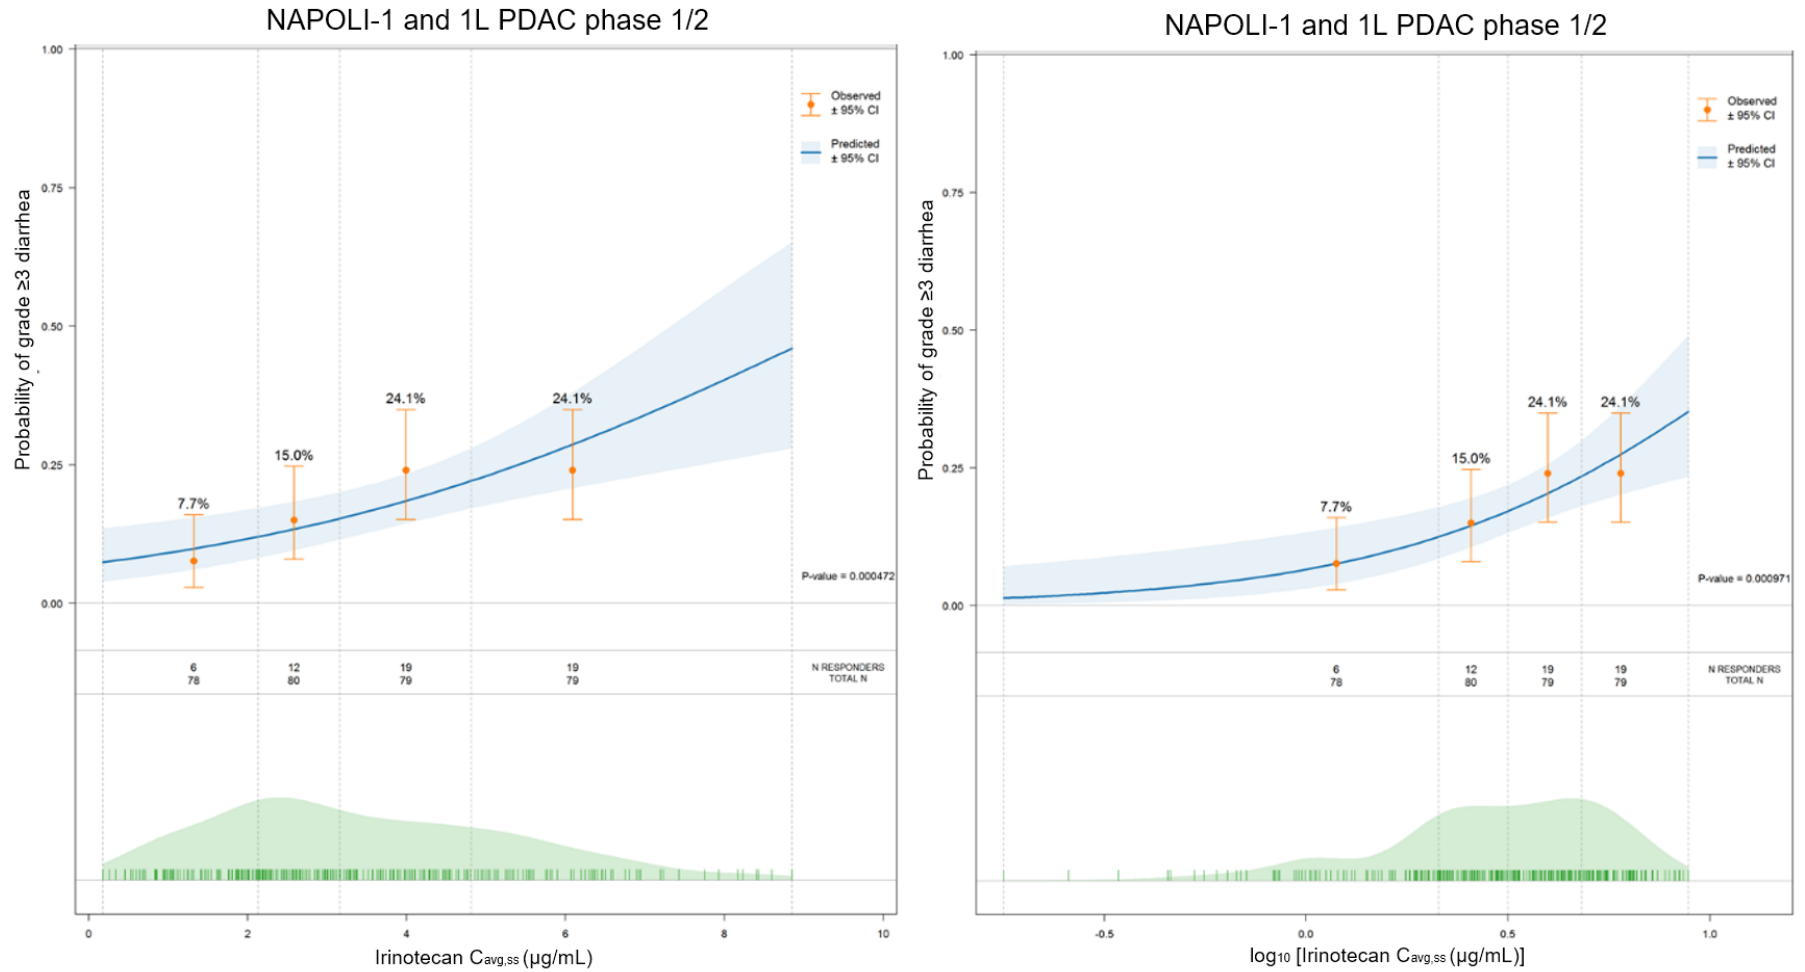 NAPOLI-1 and 1L PDAC phase 1/2
1.00
0.75
0.50
0.25
0.00
Probability of grade ≥3 diarrhea
Observed
± 95% CI
Predicted
± 95% CI
7.7%
15.0%
24.1%
24.1%
P-value = 0.000472
6 12 19 19 N RESPONDERS
78 80 79 79 TOTAL N
0 2 4 6 8 10
Irinotecan Cavg,ss (µg/mL)
NAPOLI-1 and 1L PDAC phase 1/2
1.00
0.75
0.50
0.25
0.00
Probability of grade ≥3 diarrhea
Observed
± 95% CI
Predicted
± 95% CI
7.7%
15.0%
24.1%
24.1%
P-value = 0.000971
6 12 19 19 N RESPONDERS
78 80 79 79 TOTAL N
-0.5 0.0 0.5 1.0
log10 [Irinotecan Cavg,ss (µg/mL)]